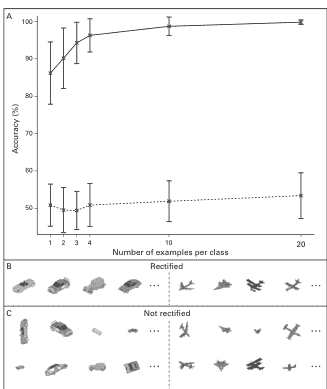 A
100
90
80
70
60
50
Accuracy (%)
1 2 3 4 10 20
Number of examples per class
B Rectified
... ...
C Not rectified
... ...
... ...